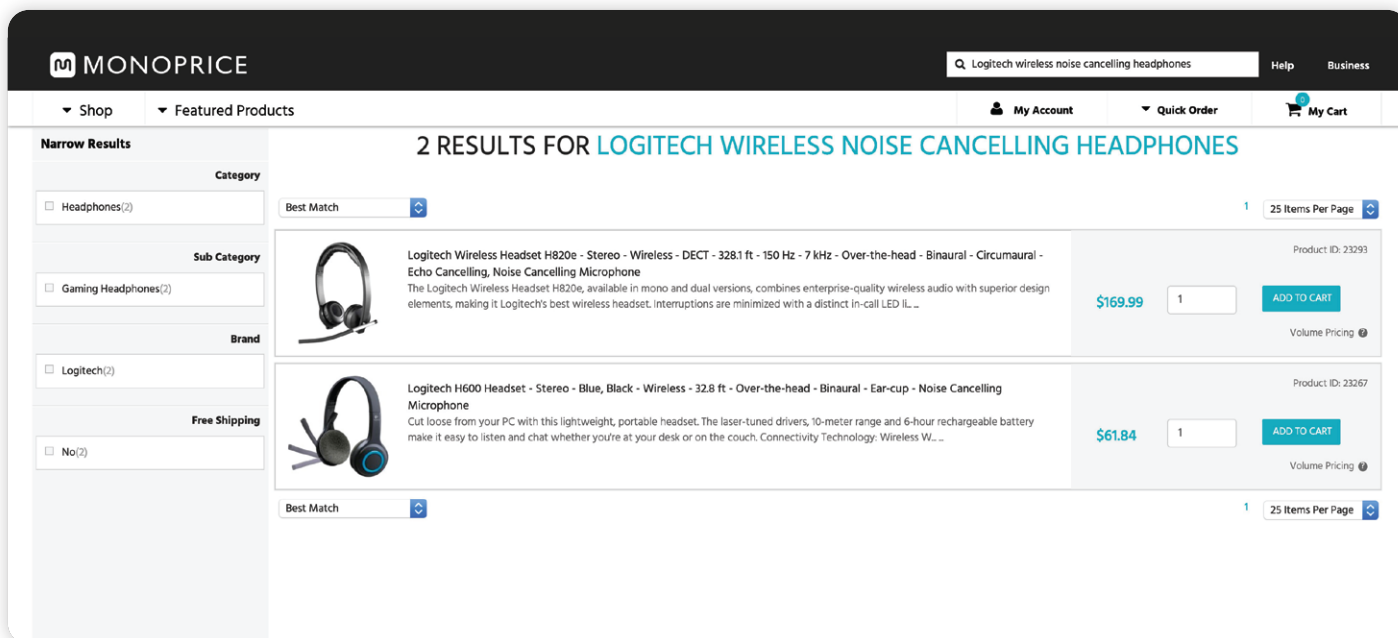 MONOPRICE
Logitech wireless noise cancelling headphones
Help
Business
Shop
Featured Products
My Account
Quick Order
0
My Cart
Narrow Results
2 RESULTS FOR LOGITECH WIRELESS NOISE CANCELLING HEADPHONES
Category
Headphones(2)
Sub Category
Gaming Headphones(2)
Brand
Logitech(2)
Free Shipping
No(2)
Best Match
1
25 Items Per Page
Logitech Wireless Headset H820e - Stereo - Wireless - DECT - 328.1 ft - 150 Hz - 7 kHz - Over-the-head - Binaural - Circumaural -
Echo Cancelling, Noise Cancelling Microphone
The Logitech Wireless Headset H820e, available in mono and dual versions, combines enterprise-quality wireless audio with superior design
elements, making it Logitech's best wireless headset. Interruptions are minimized with a distinct in-call LED li... ...
$169.99
1
Product ID: 23293
ADD TO CART
Volume Pricing ?
Logitech H600 Headset - Stereo - Blue, Black - Wireless - 32.8 ft - Over-the-head - Binaural - Ear-cup - Noise Cancelling
Microphone
Cut loose from your PC with this lightweight, portable headset. The laser-tuned drivers, 10-meter range and 6-hour rechargeable battery
make it easy to listen and chat whether you're at your desk or on the couch. Connectivity Technology: Wireless W... ...
$61.84
1
Product ID: 23267
ADD TO CART
Volume Pricing ?
Best Match
1
25 Items Per Page